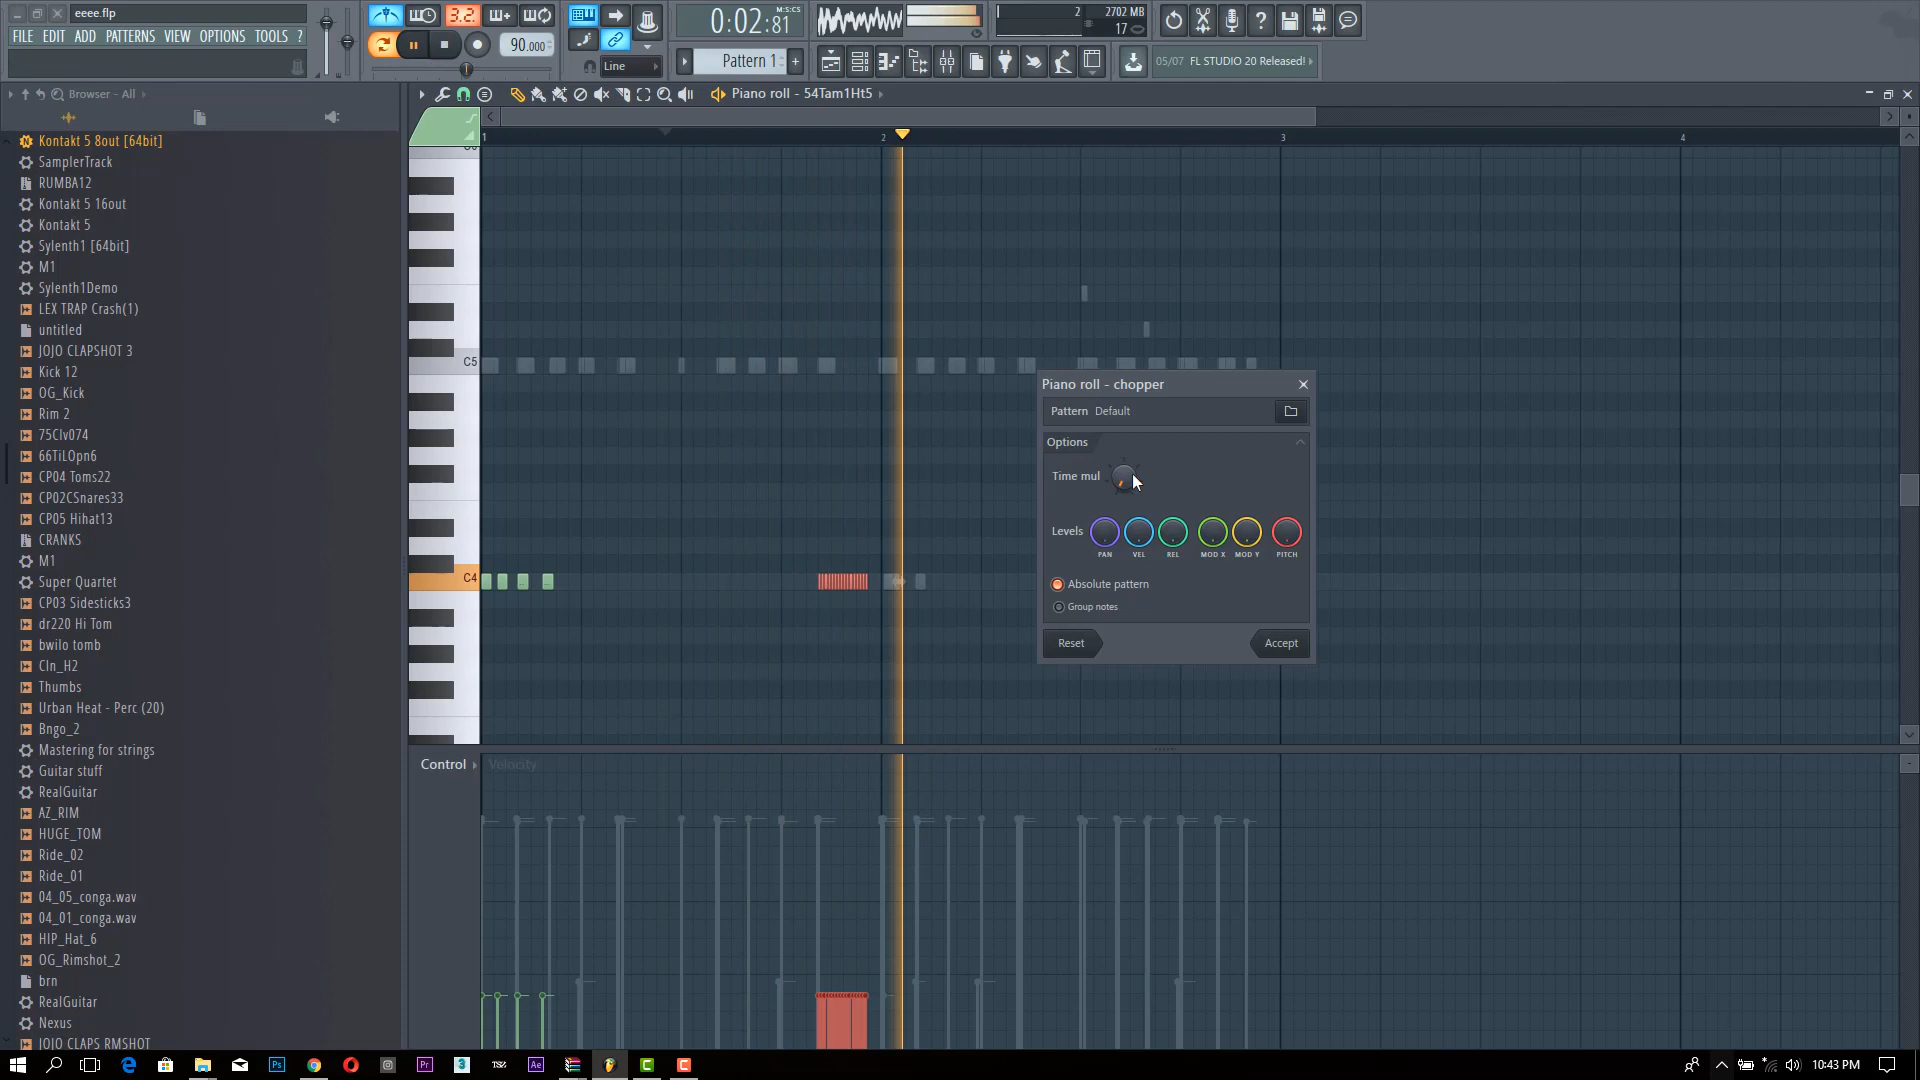 eeee.flp
FILE EDIT ADD PATTERNS VIEW OPTIONS TOOLS ?
3.2.
90.000
Line
0:02:81
M:S:CS
Pattern 1
2
2702 MB
17
05/07 FL STUDIO 20 Released!
Browser - All
Kontakt 5 8out [64bit]
SamplerTrack
RUMBA12
Kontakt 5 16out
Kontakt 5
Sylenth1 [64bit]
M1
Sylenth1Demo
LEX TRAP Crash(1)
untitled
JOJO CLAPSHOT 3
Kick 12
OG_Kick
Rim 2
75Clv074
66TiLOpn6
CP04 Toms22
CP02CSnares33
CP05 Hihat13
CRANKS
M1
Super Quartet
CP03 Sidesticks3
dr220 Hi Tom
bwilo tomb
Cln_H2
Thumbs
Urban Heat - Perc (20)
Bngo_2
Mastering for strings
Guitar stuff
RealGuitar
AZ_RIM
HUGE_TOM
Ride_02
Ride_01
04_05_conga.wav
04_01_conga.wav
HIP_Hat_6
OG_Rimshot_2
brn
RealGuitar
Nexus
JOJO CLAPS RMSHOT
Piano roll - 54Tam1Ht5
1
2
3
4
C5
C4
Piano roll - chopper
Pattern Default
Options
Time mul
Levels
PAN VEL REL MOD X MOD Y PITCH
Absolute pattern
Group notes
Reset
Accept
Control
Velocity
10:43 PM